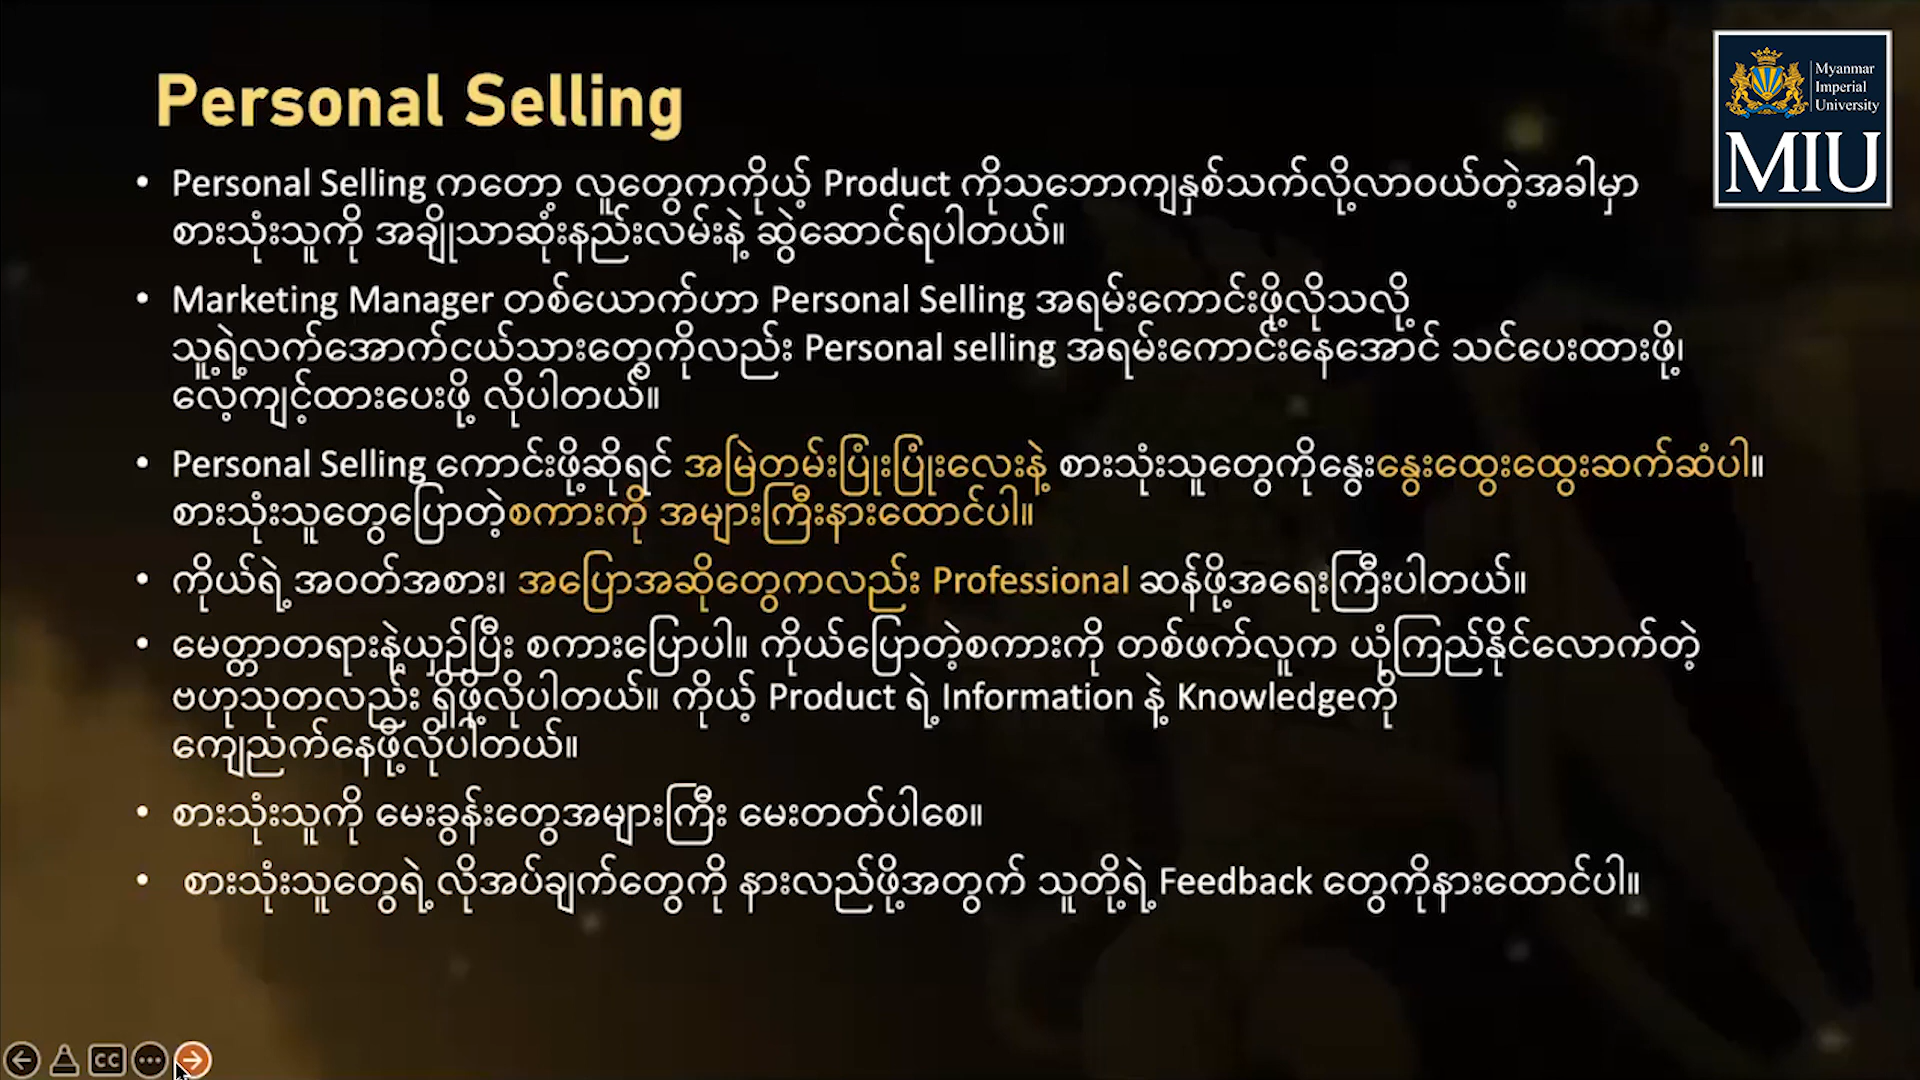 Personal Selling
Myanmar
Imperial
University
MIU
• Personal Selling ကတော့ လူတွေကကိုယ့် Product ကိုသဘောကျနှစ်သက်လို့လာဝယ်တဲ့အခါမှာ
စားသုံးသူကို အချိုသာဆုံးနည်းလမ်းနဲ့ ဆွဲဆောင်ရပါတယ်။
• Marketing Manager တစ်ယောက်ဟာ Personal Selling အရမ်းကောင်းဖို့လိုသလို့
သူ့ရဲ့လက်အောက်ငယ်သားတွေကိုလည်း Personal selling အရမ်းကောင်းနေအောင် သင်ပေးထားဖို့၊
လေ့ကျင့်ထားပေးဖို့ လိုပါတယ်။
• Personal Selling ကောင်းဖို့ဆိုရင် အမြဲတမ်းပြုံးပြုံးလေးနဲ့ စားသုံးသူတွေကိုနွေးနွေးထွေးထွေးဆက်ဆံပါ။
စားသုံးသူတွေပြောတဲ့စကားကို အများကြီးနားထောင်ပါ။
• ကိုယ်ရဲ့အဝတ်အစား၊ အပြောအဆိုတွေကလည်း Professional ဆန်ဖို့အရေးကြီးပါတယ်။
• မေတ္တာတရားနဲ့ယှဉ်ပြီး စကားပြောပါ။ ကိုယ်ပြောတဲ့စကားကို တစ်ဖက်လူက ယုံကြည်နိုင်လောက်တဲ့
ဗဟုသုတလည်း ရှိဖို့လိုပါတယ်။ ကိုယ့် Product ရဲ့Information နဲ့ Knowledgeကို
ကျေညက်နေဖို့လိုပါတယ်။
• စားသုံးသူကို မေးခွန်းတွေအများကြီး မေးတတ်ပါစေ။
• စားသုံးသူတွေရဲ့လိုအပ်ချက်တွေကို နားလည်ဖို့အတွက် သူတို့ရဲ့Feedback တွေကိုနားထောင်ပါ။
CC